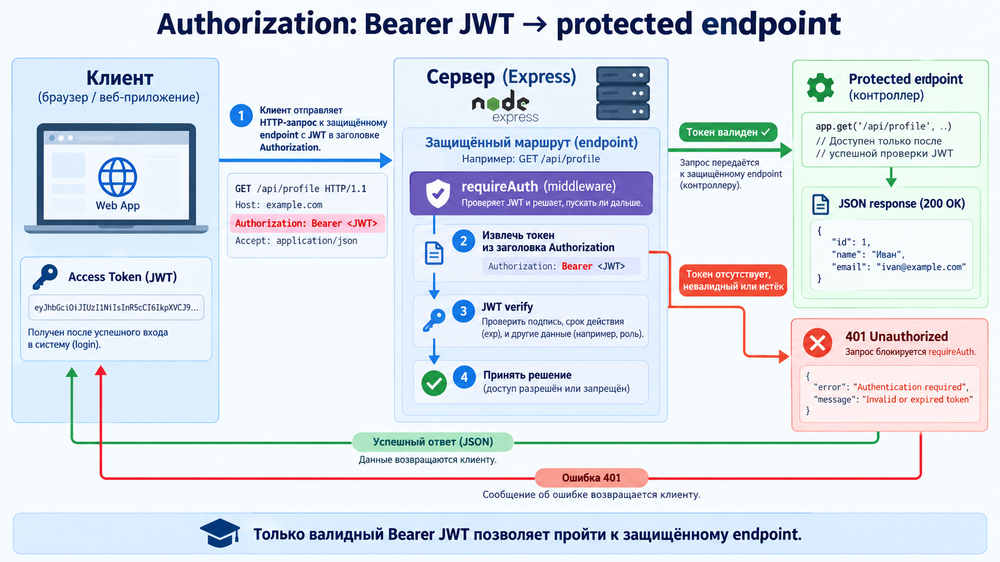 Authorization: Bearer JWT → protected endpoint
Клиент
(браузер / веб-приложение)
Web App
Access Token (JWT)
eyJhbGciOiJIUzI1NiIsInR5cCI6IkpXVCJ9...
Получен после успешного входа
в систему (login).
1
Клиент отправляет
HTTP-запрос к защищённому
endpoint с JWT в заголовке
Authorization.
GET /api/profile HTTP/1.1
Host: example.com
Authorization: Bearer <JWT>
Accept: application/json
Сервер (Express)
node
express
Защищённый маршрут (endpoint)
Например: GET /api/profile
requireAuth (middleware)
Проверяет JWT и решает, пускать ли дальше.
2
Извлечь токен
из заголовка Authorization
Authorization: Bearer <JWT>
3
JWT verify
Проверить подпись, срок действия
(exp), и другие данные (например, роль).
4
Принять решение
(доступ разрешён или запрещён)
Токен валиден ✓
Запрос передаётся
к защищённому endpoint
(контроллеру).
Токен отсутствует,
невалидный или истёк
Protected endpoint
(контроллер)
app.get('/api/profile', ..)
// Доступен только после
// успешной проверки JWT
JSON response (200 OK)
{
"id": 1,
"name": "Иван",
"email": "ivan@example.com"
}
401 Unauthorized
Запрос блокируется requireAuth.
{
"error": "Authentication required",
"message": "Invalid or expired token"
}
Успешный ответ (JSON)
Данные возвращаются клиенту.
Ошибка 401
Сообщение об ошибке возвращается клиенту.
Только валидный Bearer JWT позволяет пройти к защищённому endpoint.